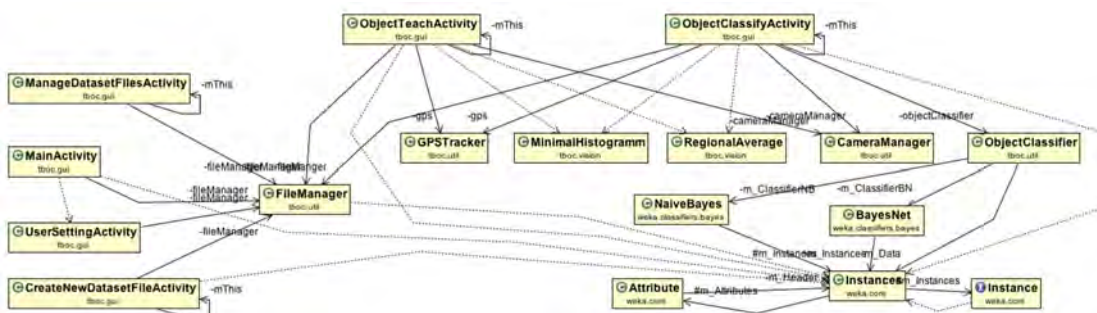 ObjectTeachActivity
tboc.gui
-mThis
ObjectClassifyActivity
tboc.gui
-mThis
ManageDatasetFilesActivity
tboc.gui
-mThis
-gps
-gps
-cameraManager
-cameraManager
-objectClassifier
GPSTracker
tboc.util
MinimalHistogramm
tboc.vision
RegionalAverage
tboc.vision
CameraManager
tboc.util
ObjectClassifier
tboc.util
MainActivity
tboc.gui
-fileManager
-fileManager
-fileManager
-fileManager
FileManager
tboc.util
-m_ClassifierNB
-m_ClassifierBN
NaiveBayes
weka.classifiers.bayes
BayesNet
weka.classifiers.bayes
UserSettingActivity
tboc.gui
-fileManager
#m_Instances
m_Data
-m_Header
CreateNewDatasetFileActivity
tboc.gui
-mThis
Attribute
weka.core
#m_Attributes
Instances
weka.core
m_Instances
Instance
weka.core